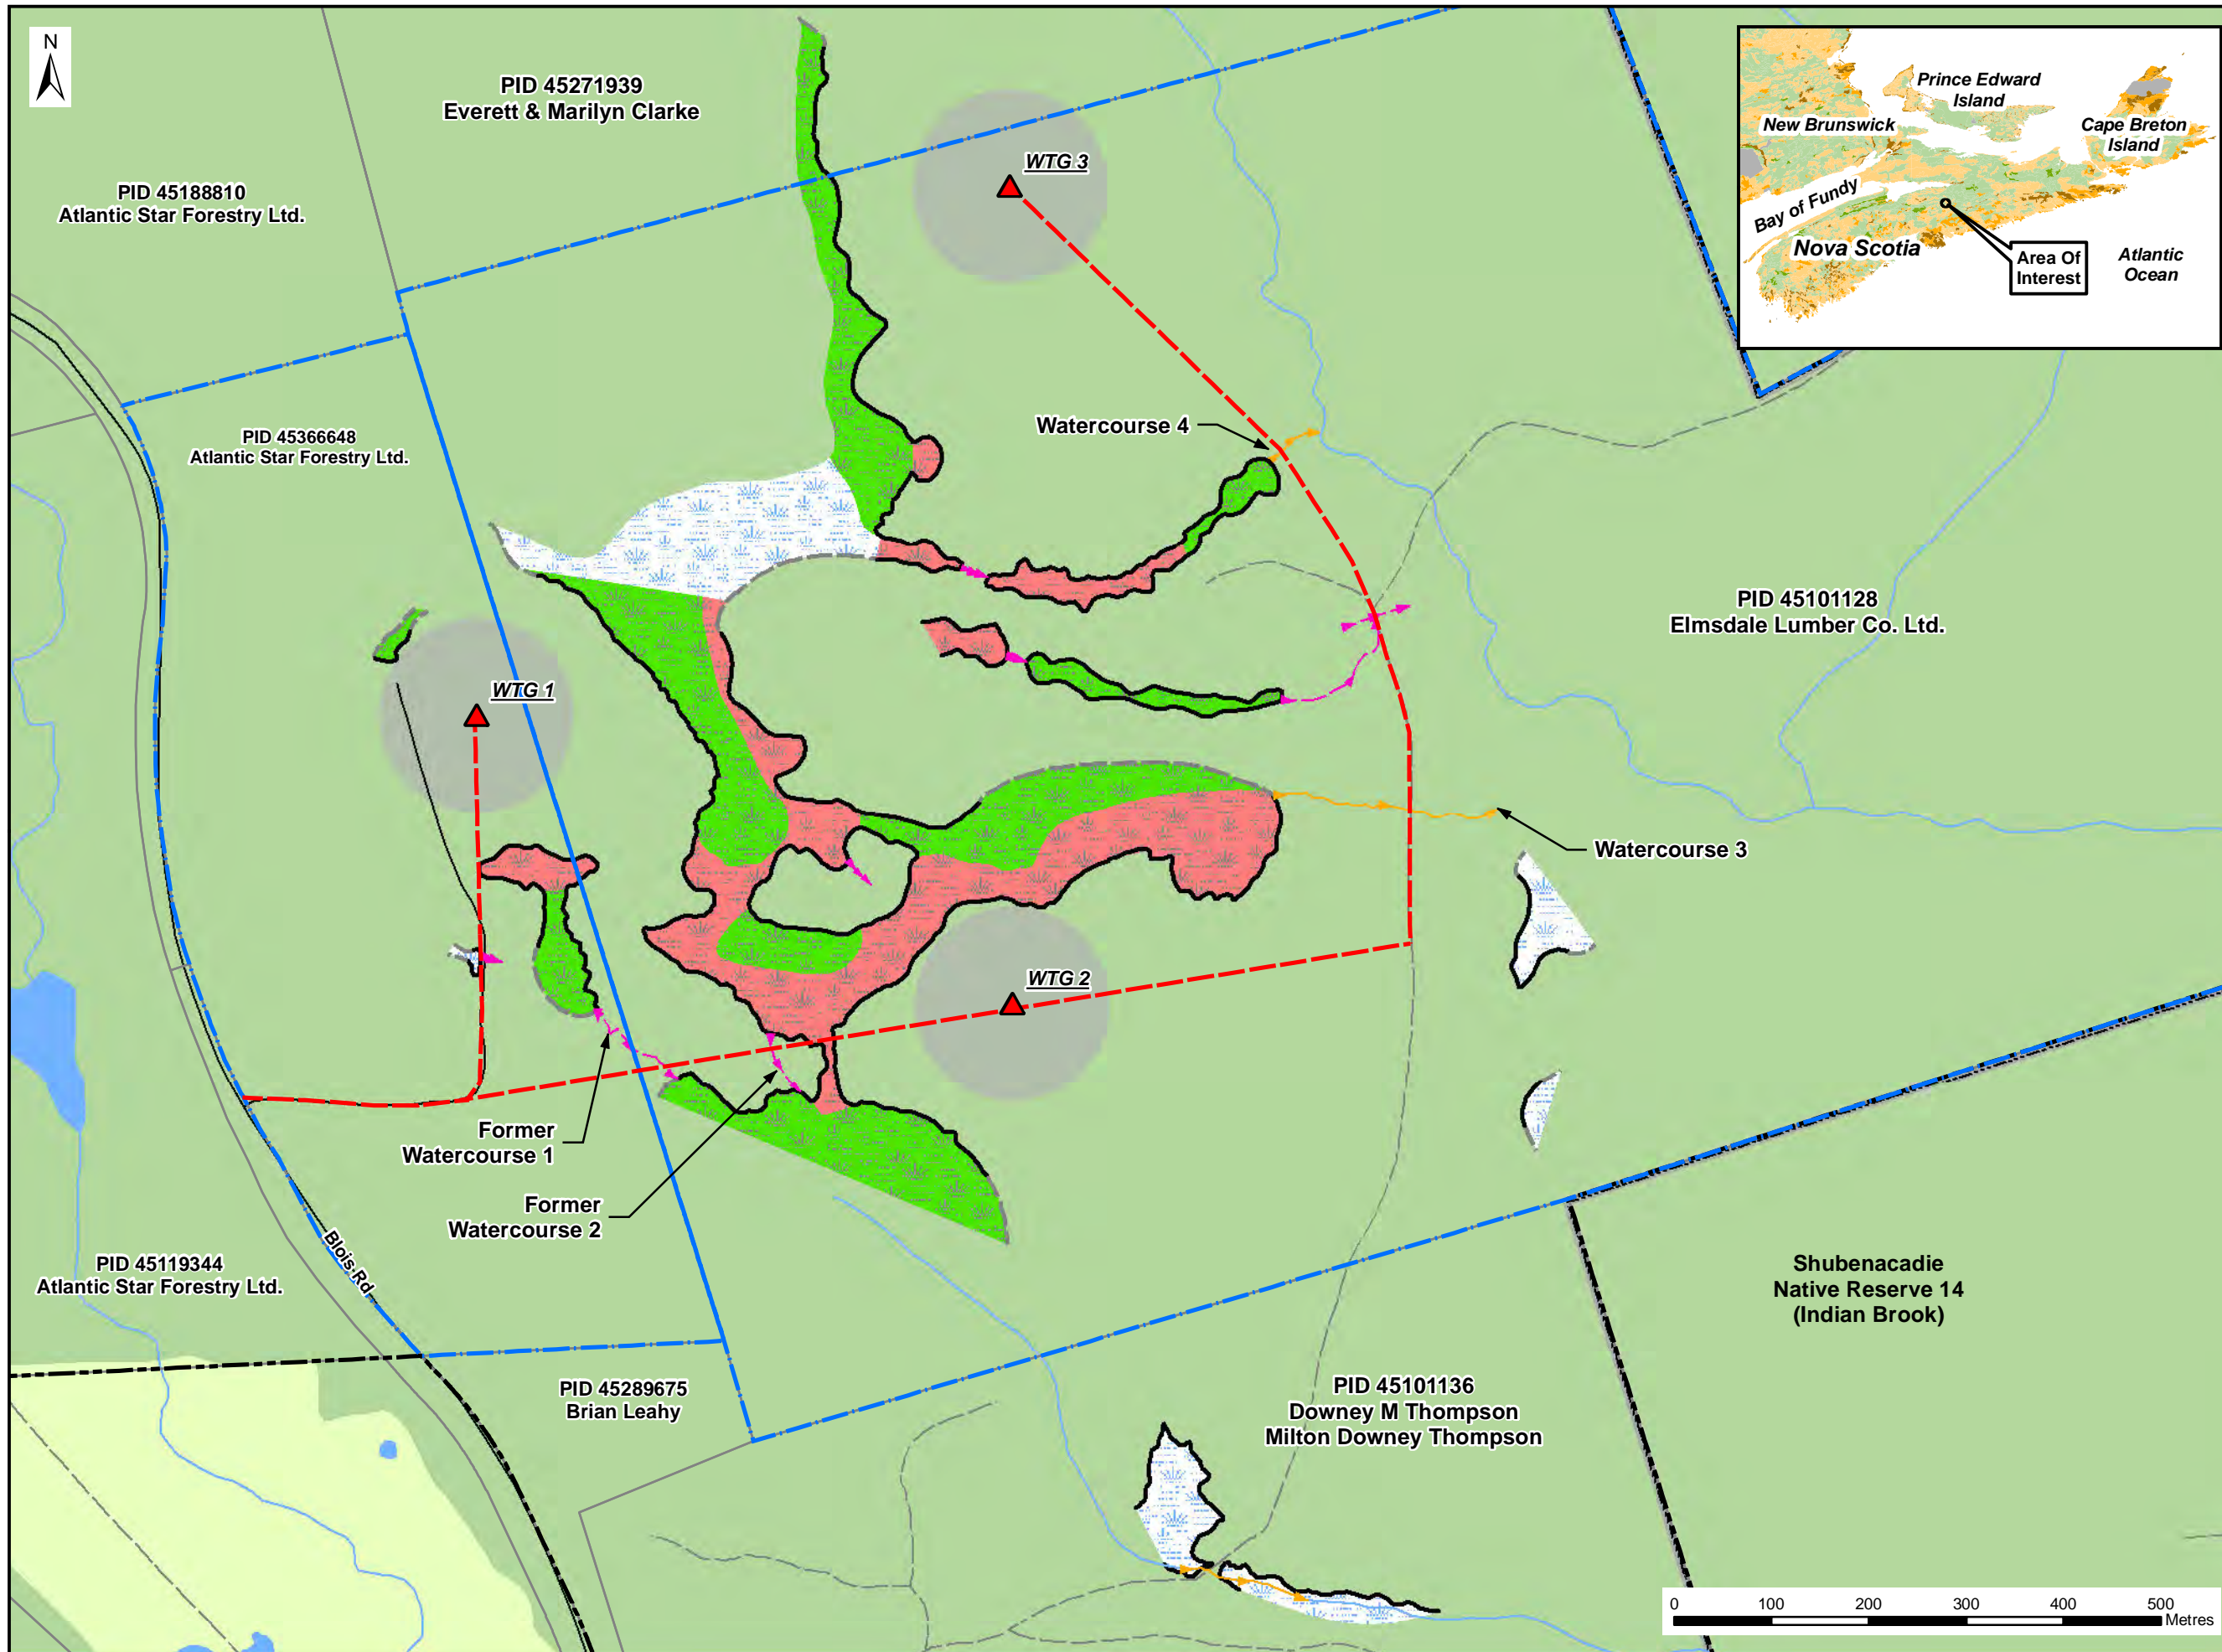 N
PID 45271939
Everett & Marilyn Clarke
PID 45188810
Atlantic Star Forestry Ltd.
WTG 3
Prince Edward
Island
New Brunswick
Cape Breton
Island
Bay of Fundy
Nova Scotia
Area Of
Interest
Atlantic
Ocean
PID 45366648
Atlantic Star Forestry Ltd.
Watercourse 4
PID 45101128
Elmsdale Lumber Co. Ltd.
WTG 1
Watercourse 3
WTG 2
Former
Watercourse 1
Former
Watercourse 2
Blois Rd
PID 45119344
Atlantic Star Forestry Ltd.
Shubenacadie
Native Reserve 14
(Indian Brook)
PID 45289675
Brian Leahy
PID 45101136
Downey M Thompson
Milton Downey Thompson
0 100 200 300 400 500
Metres